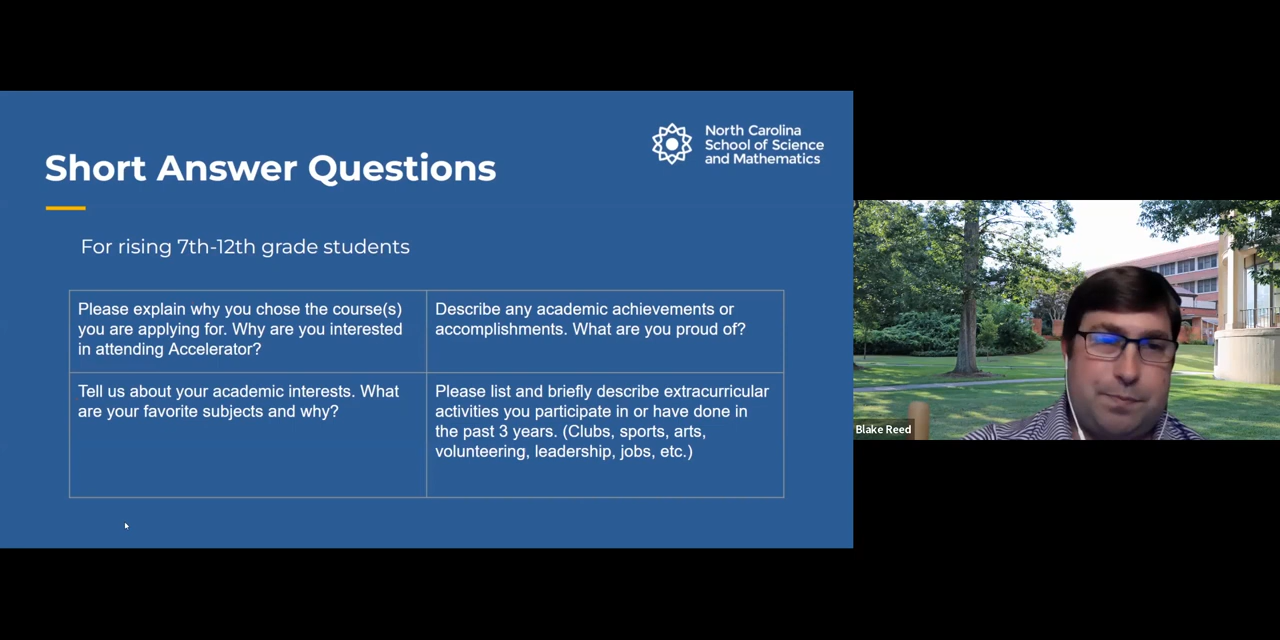 North Carolina
School of Science
and Mathematics
Short Answer Questions
For rising 7th-12th grade students
Please explain why you chose the course(s)
you are applying for. Why are you interested
in attending Accelerator?
Describe any academic achievements or
accomplishments. What are you proud of?
Tell us about your academic interests. What
are your favorite subjects and why?
Please list and briefly describe extracurricular
activities you participate in or have done in
the past 3 years. (Clubs, sports, arts,
volunteering, leadership, jobs, etc.)
Blake Reed